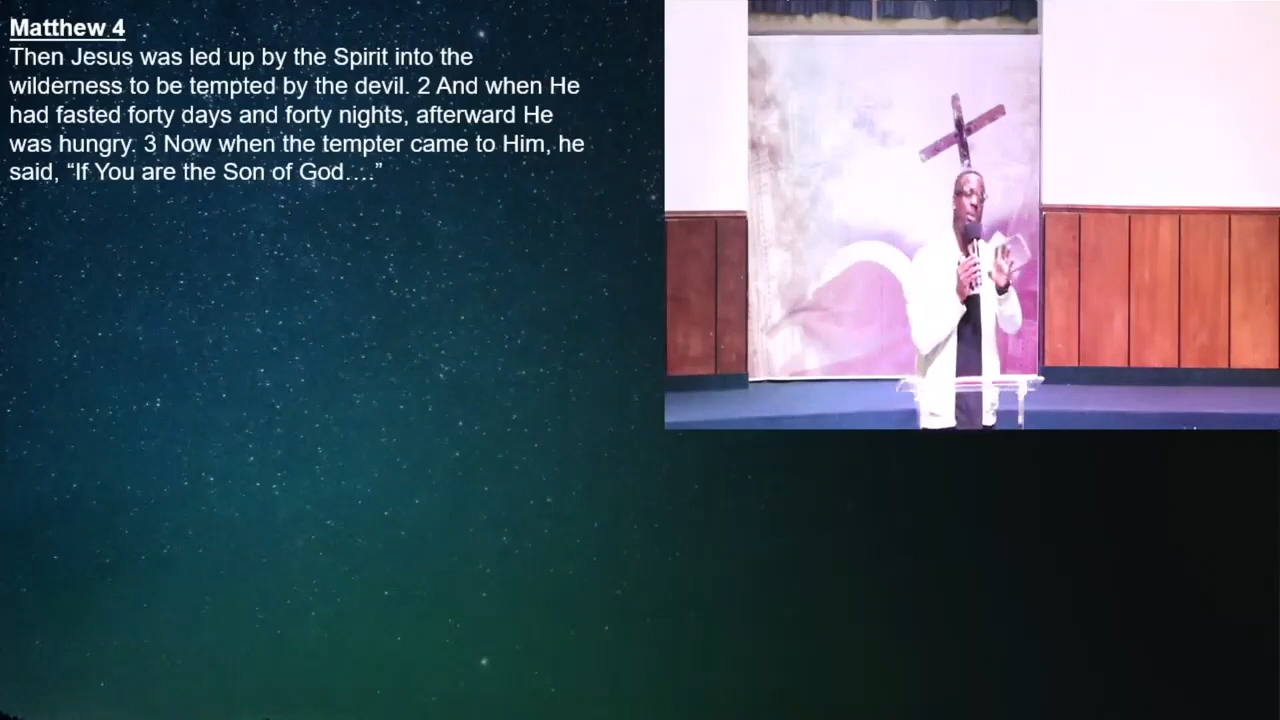 Matthew 4
Then Jesus was led up by the Spirit into the
wilderness to be tempted by the devil. 2 And when He
had fasted forty days and forty nights, afterward He
was hungry. 3 Now when the tempter came to Him, he
said, “If You are the Son of God….”